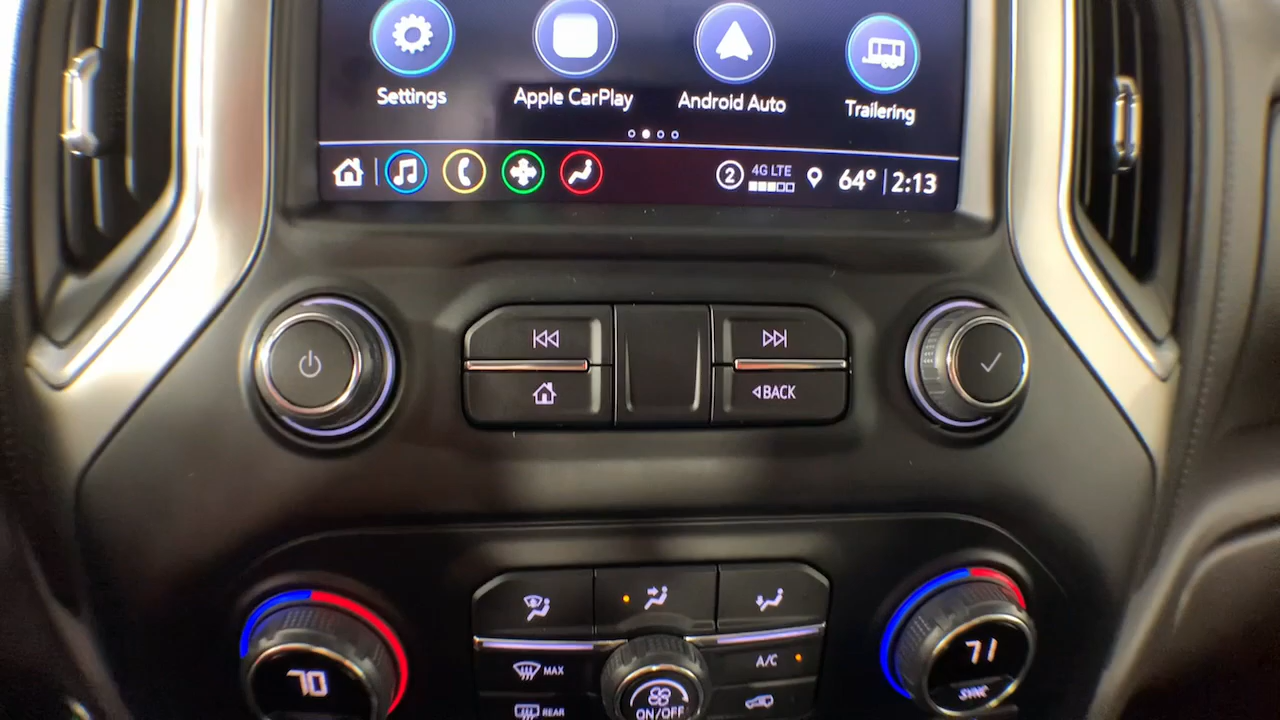 Settings
Apple CarPlay
Android Auto
Trailering
2
4G LTE
64° 2:13
BACK
MAX
A/C
70
71
SYNC
REAR
ON/OFF